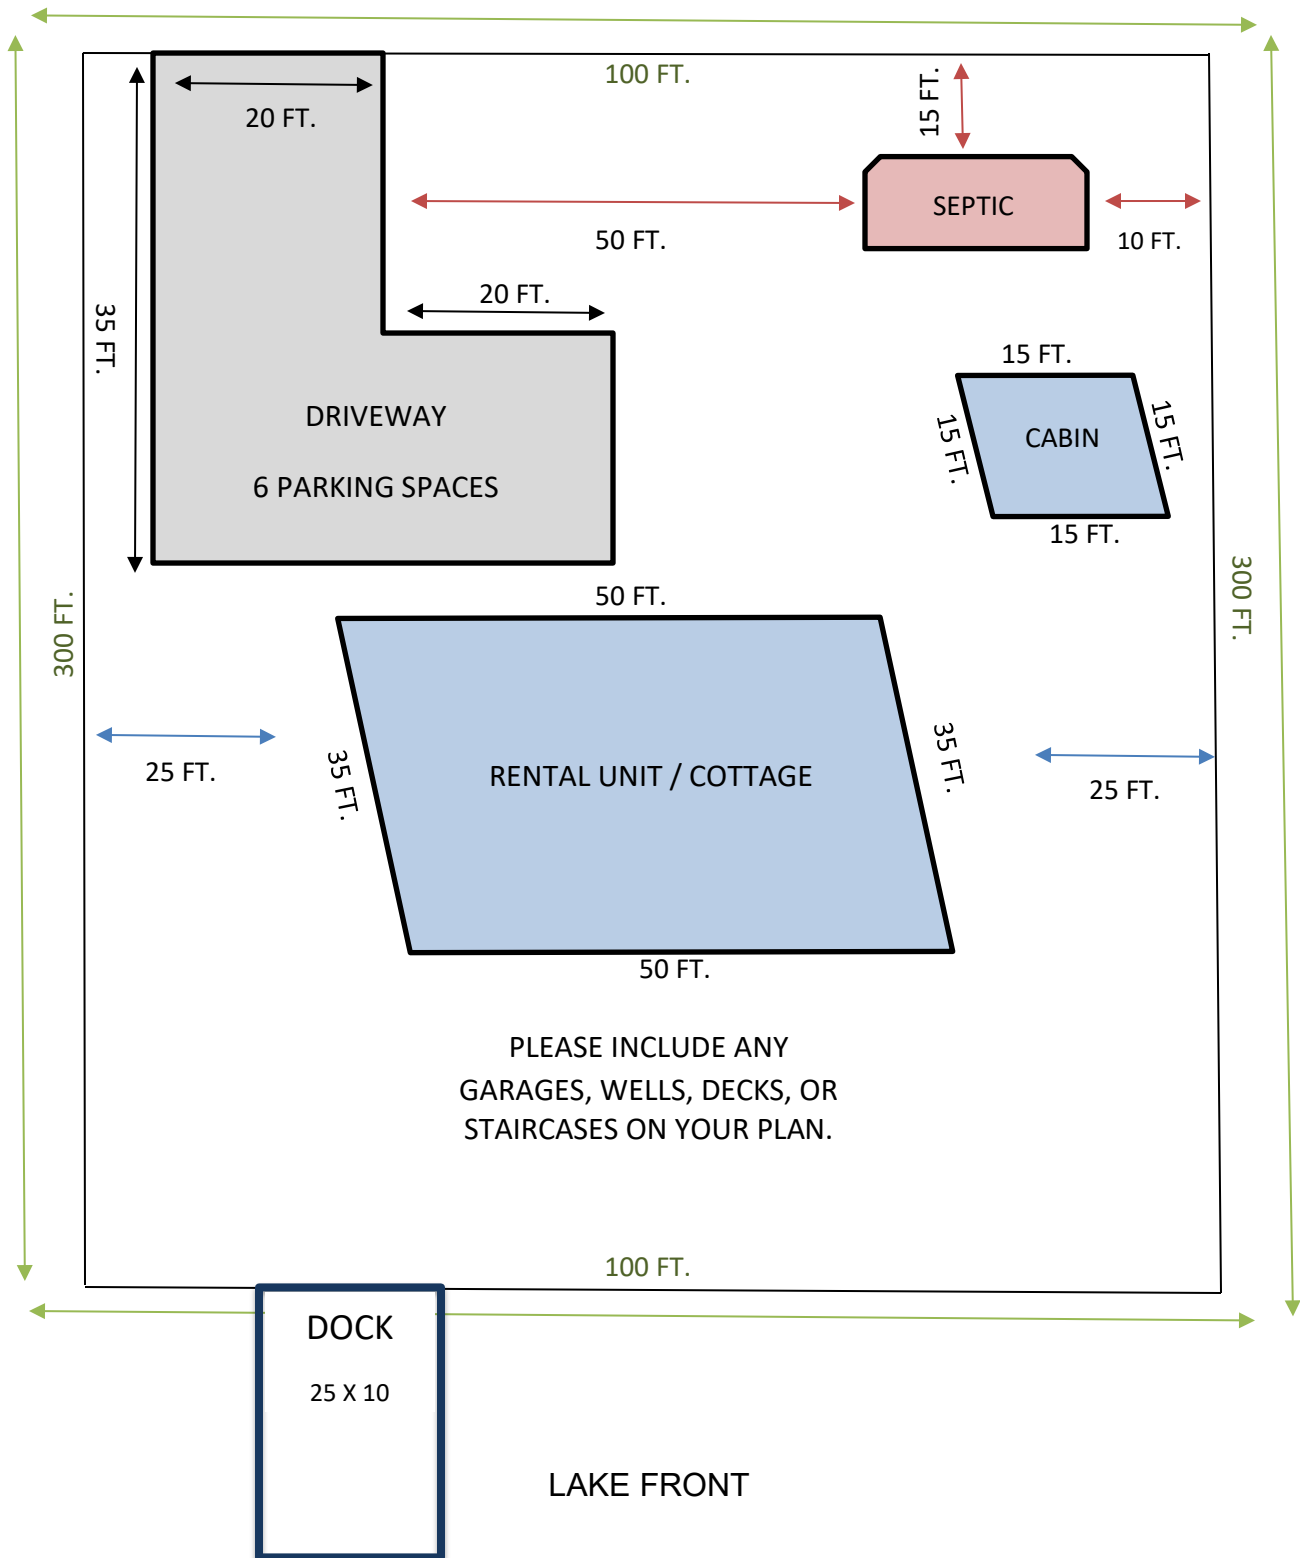 100 FT.
15 FT.
20 FT.
SEPTIC
50 FT.
10 FT.
20 FT.
35 FT.
15 FT.
DRIVEWAY
15 FT.
CABIN
15 FT.
6 PARKING SPACES
15 FT.
300 FT.
50 FT.
300 FT.
25 FT.
35 FT.
RENTAL UNIT / COTTAGE
35 FT.
25 FT.
50 FT.
PLEASE INCLUDE ANY
GARAGES, WELLS, DECKS, OR
STAIRCASES ON YOUR PLAN.
100 FT.
DOCK
25 X 10
LAKE FRONT